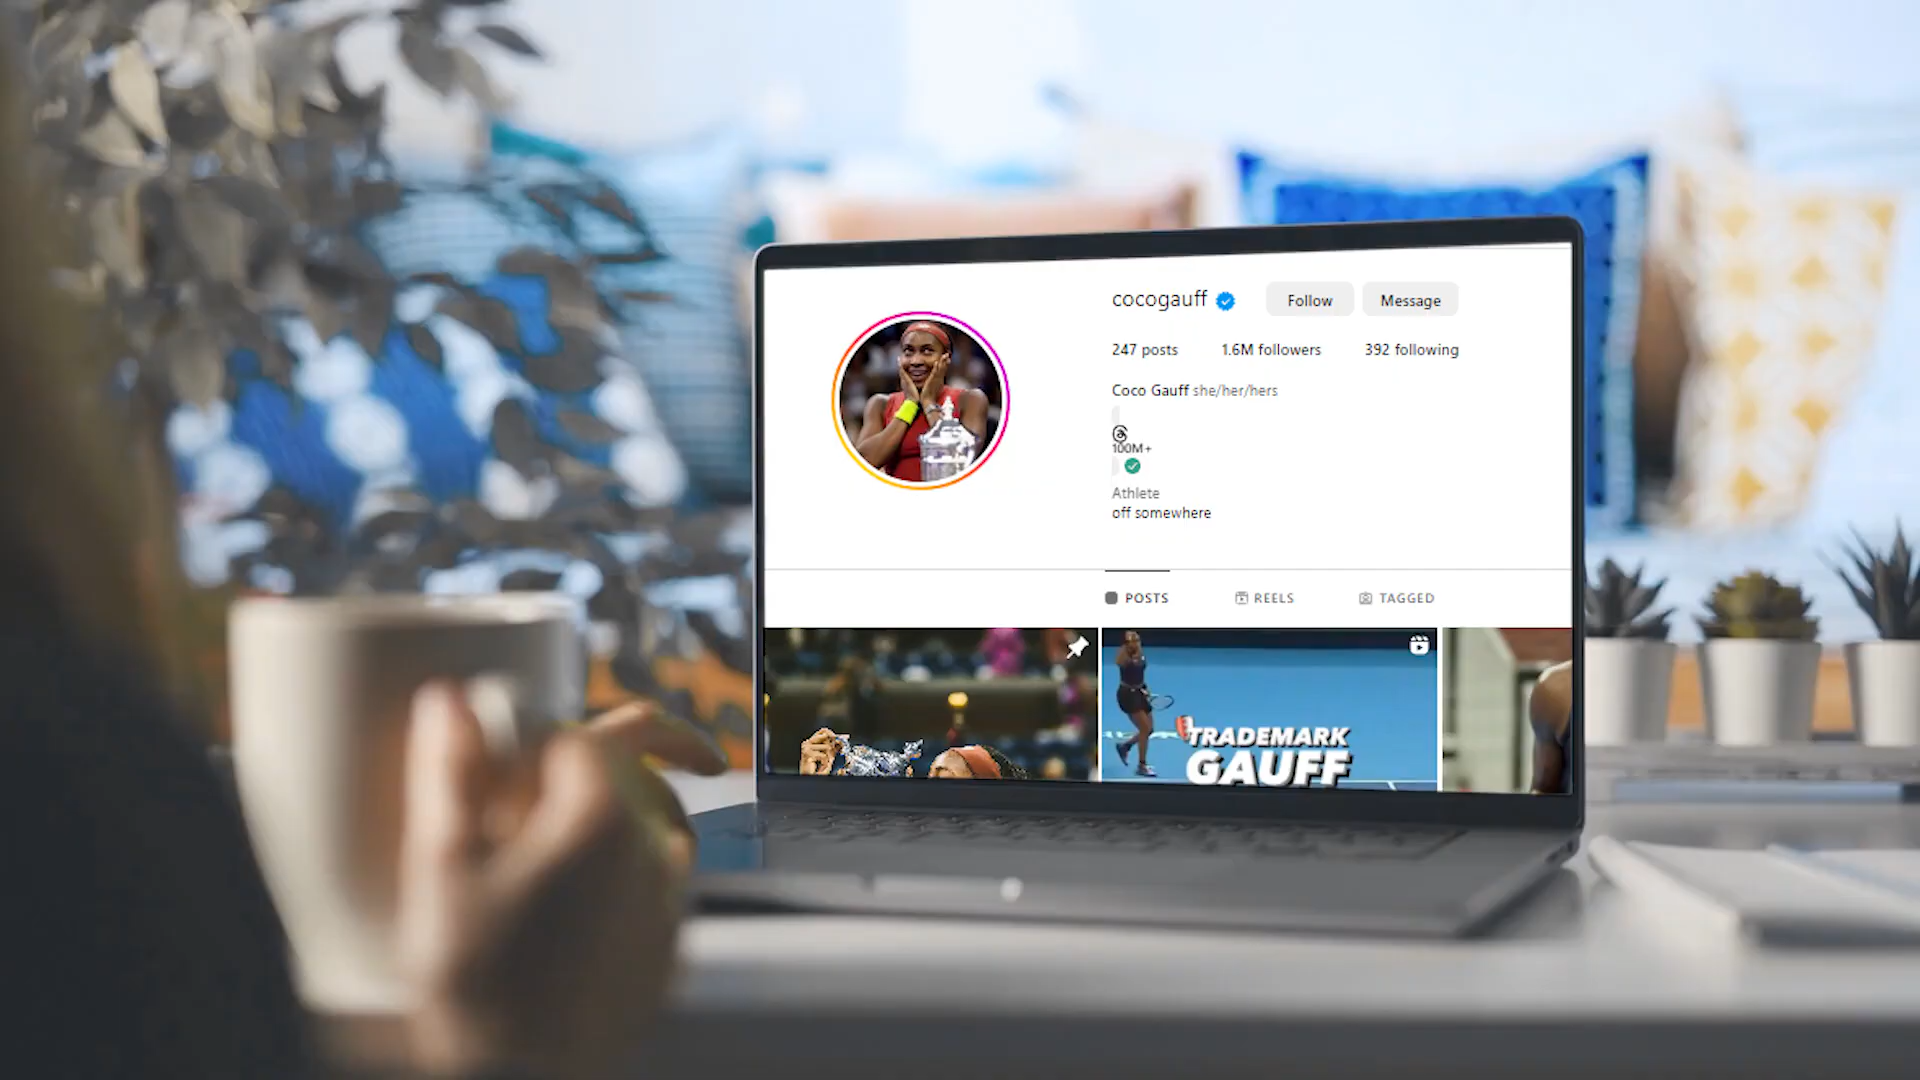 cocogauff Follow Message
247 posts 1.6M followers 392 following
Coco Gauff she/her/hers
100M+
Athlete
off somewhere
POSTS REELS TAGGED
TRADEMARK
GAUFF